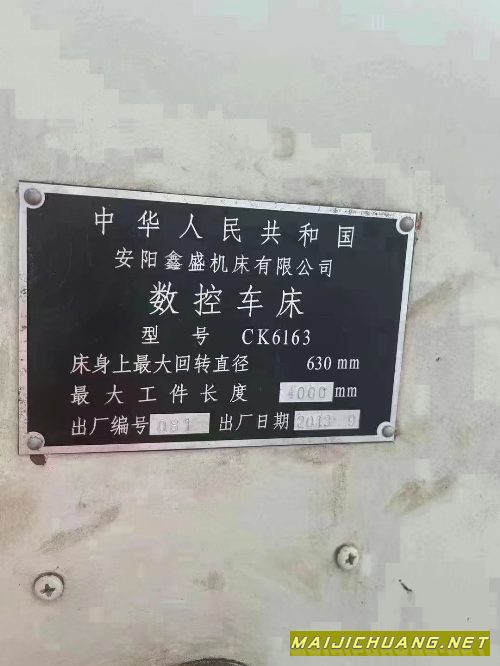 中华人民共和国
安阳鑫盛机床有限公司
数控车床
型号 CK6163
床身上最大回转直径 630 mm
最大工件长度 4000 mm
出厂编号 081 出厂日期 2013 9
MAIJICHUANG.NET